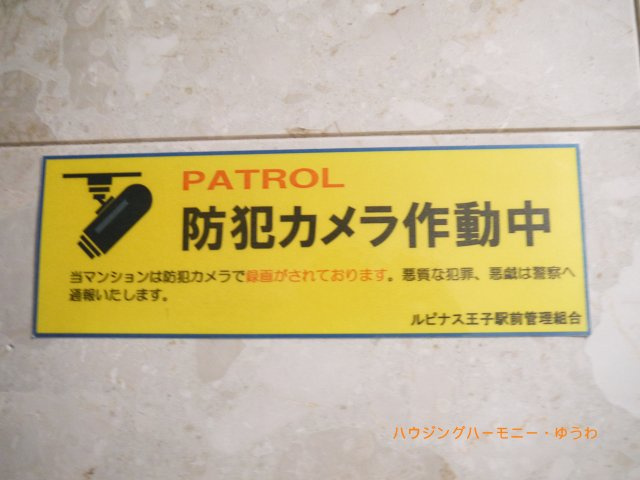 PATROL
防犯カメラ作動中
当マンションは防犯カメラで録画がされております。悪質な犯罪、悪戯は警察へ
通報いたします。
ルピナス王子駅前管理組合
ハウジングハーモニー・ゆうわ